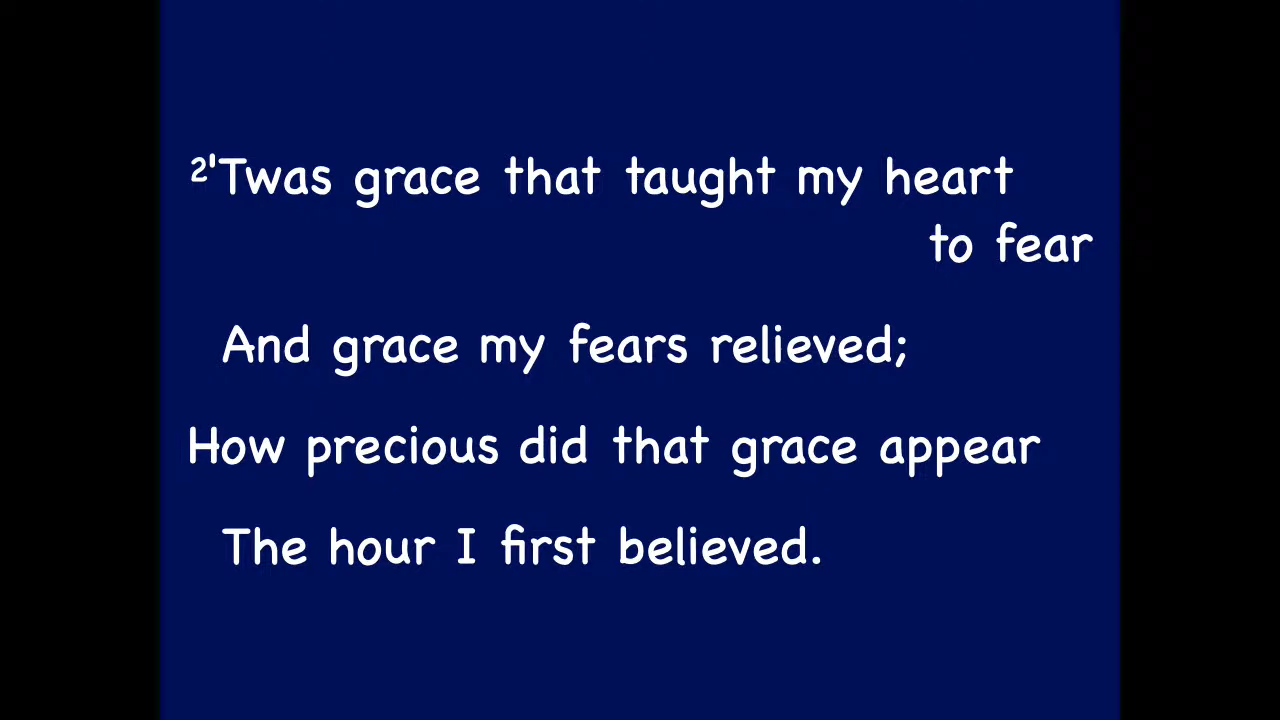 2'Twas grace that taught my heart
to fear
And grace my fears relieved;
How precious did that grace appear
The hour I first believed.